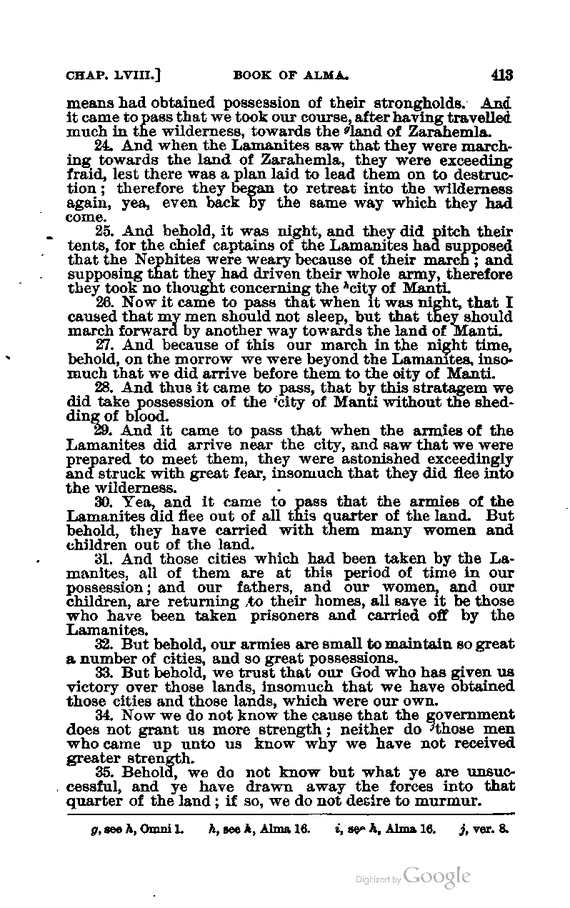 CHAP. LVIII.] BOOK OF ALMA. 413
means had obtained possession of their strongholds. And
it came to pass that we took our course, after having travelled
much in the wilderness, towards the gland of Zarahemla.
24. And when the Lamanites saw that they were march-
ing towards the land of Zarahemla, they were exceeding
fraid, lest there was a plan laid to lead them on to destruc-
tion; therefore they began to retreat into the wilderness
again, yea, even back by the same way which they had
come.
25. And behold, it was night, and they did pitch their
tents, for the chief captains of the Lamanites had supposed
that the Nephites were weary because of their march; and
supposing that they had driven their whole army, therefore
they took no thought concerning the hcity of Manti.
26. Now it came to pass that when it was night, that I
caused that my men should not sleep, but that they should
march forward by another way towards the land of Manti.
27. And because of this our march in the night time,
behold, on the morrow we were beyond the Lamanites, inso-
much that we did arrive before them to the city of Manti.
28. And thus it came to pass, that by this stratagem we
did take possession of the icity of Manti without the shed-
ding of blood.
29. And it came to pass that when the armies of the
Lamanites did arrive near the city, and saw that we were
prepared to meet them, they were astonished exceedingly
and struck with great fear, insomuch that they did flee into
the wilderness.
30. Yea, and it came to pass that the armies of the
Lamanites did flee out of all this quarter of the land. But
behold, they have carried with them many women and
children out of the land.
31. And those cities which had been taken by the La-
manites, all of them are at this period of time in our
possession; and our fathers, and our women, and our
children, are returning to their homes, all save it be those
who have been taken prisoners and carried off by the
Lamanites.
32. But behold, our armies are small to maintain so great
a number of cities, and so great possessions.
33. But behold, we trust that our God who has given us
victory over those lands, insomuch that we have obtained
those cities and those lands, which were our own.
34. Now we do not know the cause that the government
does not grant us more strength; neither do jthose men
who came up unto us know why we have not received
greater strength.
35. Behold, we do not know but what ye are unsuc-
cessful, and ye have drawn away the forces into that
quarter of the land; if so, we do not desire to murmur.
g, see h, Omni 1. h, see h, Alma 16. i, see h, Alma 16. j, ver. 8.
Digitized by Google